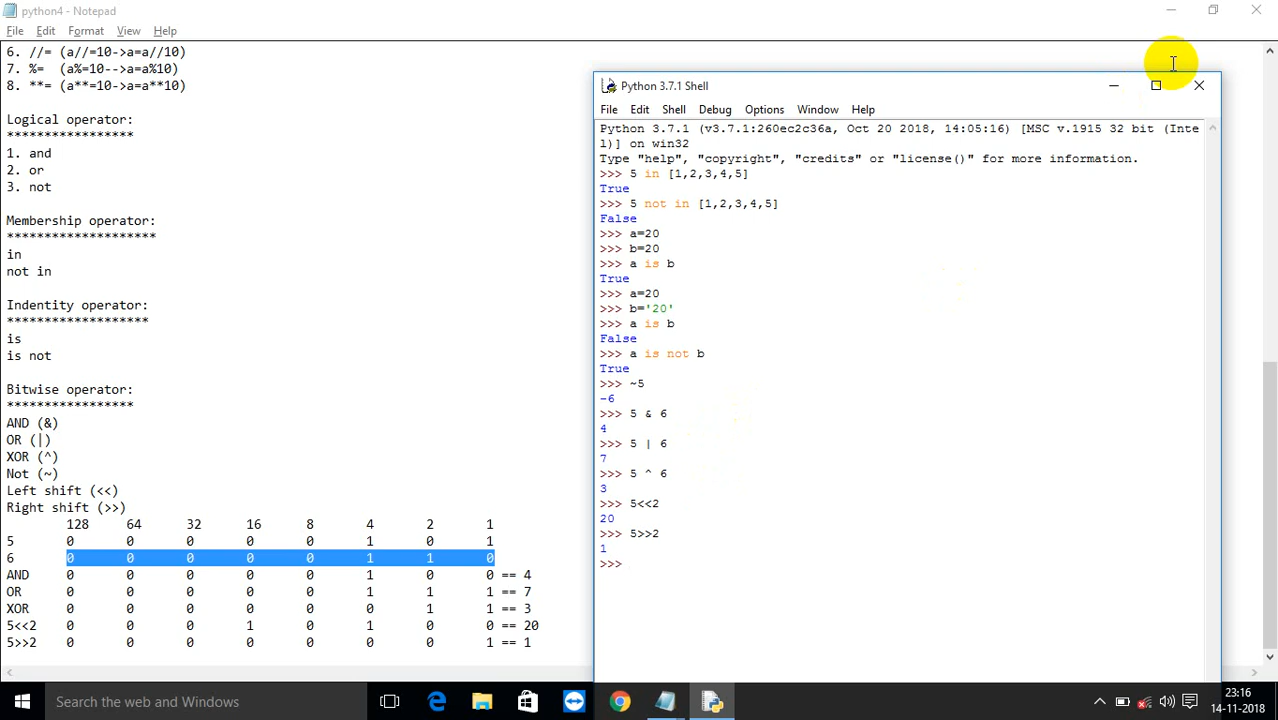 python4 - Notepad
File Edit Format View Help
6. //= (a//=10->a=a//10)
7. %=  (a%=10-->a=a%10)
8. **= (a**=10->a=a**10)
Logical operator:
*****************
1. and
2. or
3. not
Membership operator:
********************
in
not in
Indentity operator:
*******************
is
is not
Bitwise operator:
*****************
AND (&)
OR (|)
XOR (^)
Not (~)
Left shift (<<)
Right shift (>>)
128 64 32 16 8 4 2 1
5 0 0 0 0 0 1 0 1
6 0 0 0 0 0 1 1 0
AND 0 0 0 0 0 1 0 0 == 4
OR 0 0 0 0 0 1 1 1 == 7
XOR 0 0 0 0 0 0 1 1 == 3
5<<2 0 0 0 1 0 1 0 0 == 20
5>>2 0 0 0 0 0 0 0 1 == 1
Python 3.7.1 Shell
File Edit Shell Debug Options Window Help
Python 3.7.1 (v3.7.1:260ec2c36a, Oct 20 2018, 14:05:16) [MSC v.1915 32 bit (Inte
l)] on win32
Type "help", "copyright", "credits" or "license()" for more information.
>>> 5 in [1,2,3,4,5]
True
>>> 5 not in [1,2,3,4,5]
False
>>> a=20
>>> b=20
>>> a is b
True
>>> a=20
>>> b='20'
>>> a is b
False
>>> a is not b
True
>>> ~5
-6
>>> 5 & 6
4
>>> 5 | 6
7
>>> 5 ^ 6
3
>>> 5<<2
20
>>> 5>>2
1
>>>
Search the web and Windows
23:16
14-11-2018